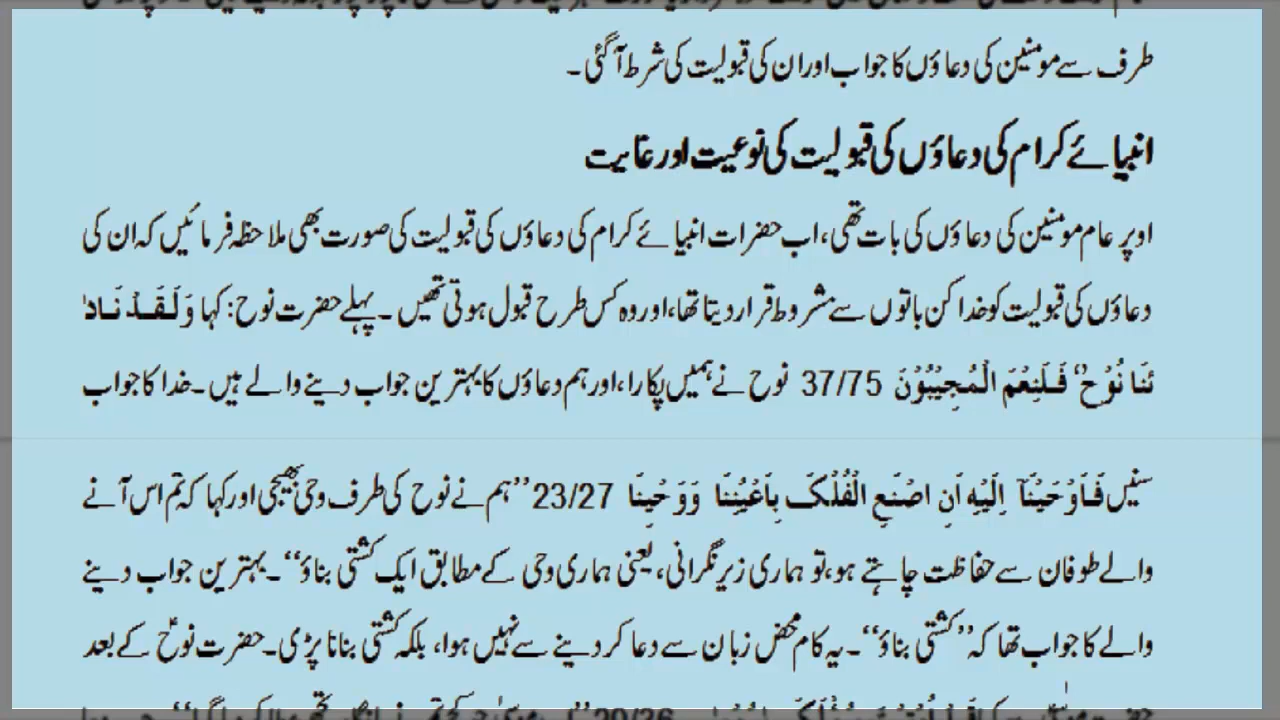 طرف سے مومنین کی دعاؤں کا جواب اور ان کی قبولیت کی شرط آ گئی ۔
انبیائے کرام کی دعاؤں کی قبولیت کی نوعیت اور غایت
اوپر عام مومنین کی دعاؤں کی بات تھی، اب حضرات انبیائے کرام کی دعاؤں کی قبولیت کی صورت بھی ملاحظہ فرمائیں کہ ان کی
دعاؤں کی قبولیت کو خدا کن باتوں سے مشروط قرار دیتا تھا، اور وہ کس طرح قبول ہوتی تھیں ۔ پہلے حضرت نوح: کہا وَلَقَدْ نَادٰ
ئنَا نُوْحٌ فَلَنِعْمَ الْمُجِيْبُوْنَ 37/75 نوح نے ہمیں پکارا، اور ہم دعاؤں کا بہترین جواب دینے والے ہیں ۔ خدا کا جواب
سنیں فَاَوْحَيْنَآ اِلَيْهِ اَنِ اصْنَعِ الْفُلْكَ بِاَعْيُنِنَا وَوَحْيِنَا 23/27 ’’ہم نے نوح کی طرف وحی بھیجی اور کہا کہ تم اس آنے
والے طوفان سے حفاظت چاہتے ہو، تو ہماری زیر نگرانی، یعنی ہماری وحی کے مطابق ایک کشتی بناؤ‘‘ ۔ بہترین جواب دینے
والے کا جواب تھا کہ ’’کشتی بناؤ‘‘ ۔ یہ کام محض زبان سے دعا کر دینے سے نہیں ہوا، بلکہ کشتی بنانا پڑی ۔ حضرت نوحؑ کے بعد